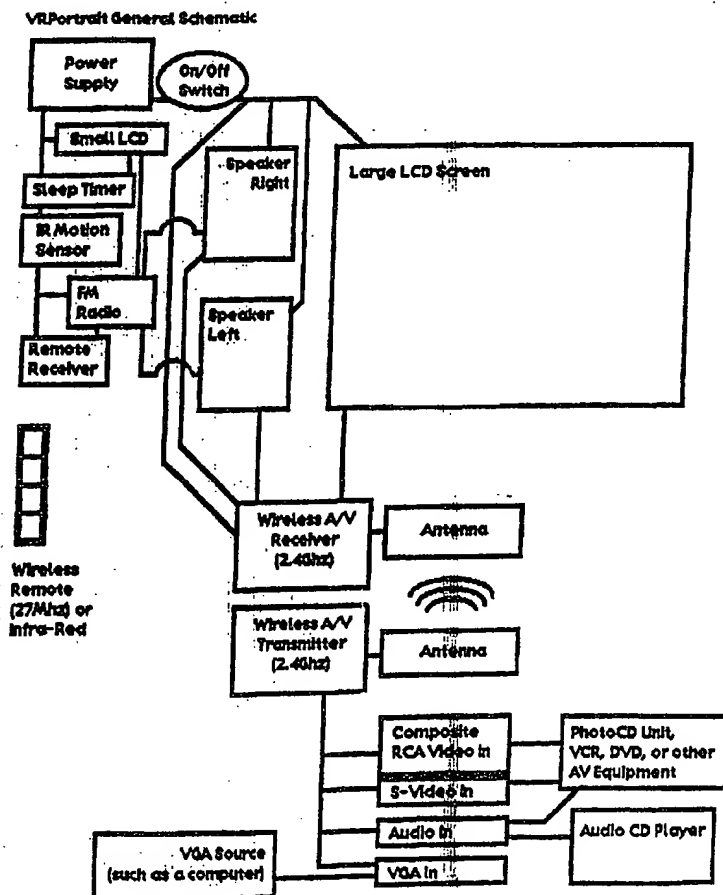 VRPortrait General Schematic
Power
Supply
On/Off
Switch
Small LCD
Sleep Timer
IR Motion
Sensor
FM
Radio
Remote
Receiver
Speaker
Right
Speaker
Left
Large LCD Screen
Wireless
Remote
(27Mhz) or
Infra-Red
Wireless A/V
Receiver
(2.4Ghz)
Antenna
Wireless A/V
Transmitter
(2.4Ghz)
Antenna
Composite
RCA Video In
S-Video In
Audio In
VGA In
PhotoCD Unit,
VCR, DVD, or other
AV Equipment
Audio CD Player
VGA Source
(such as a computer)